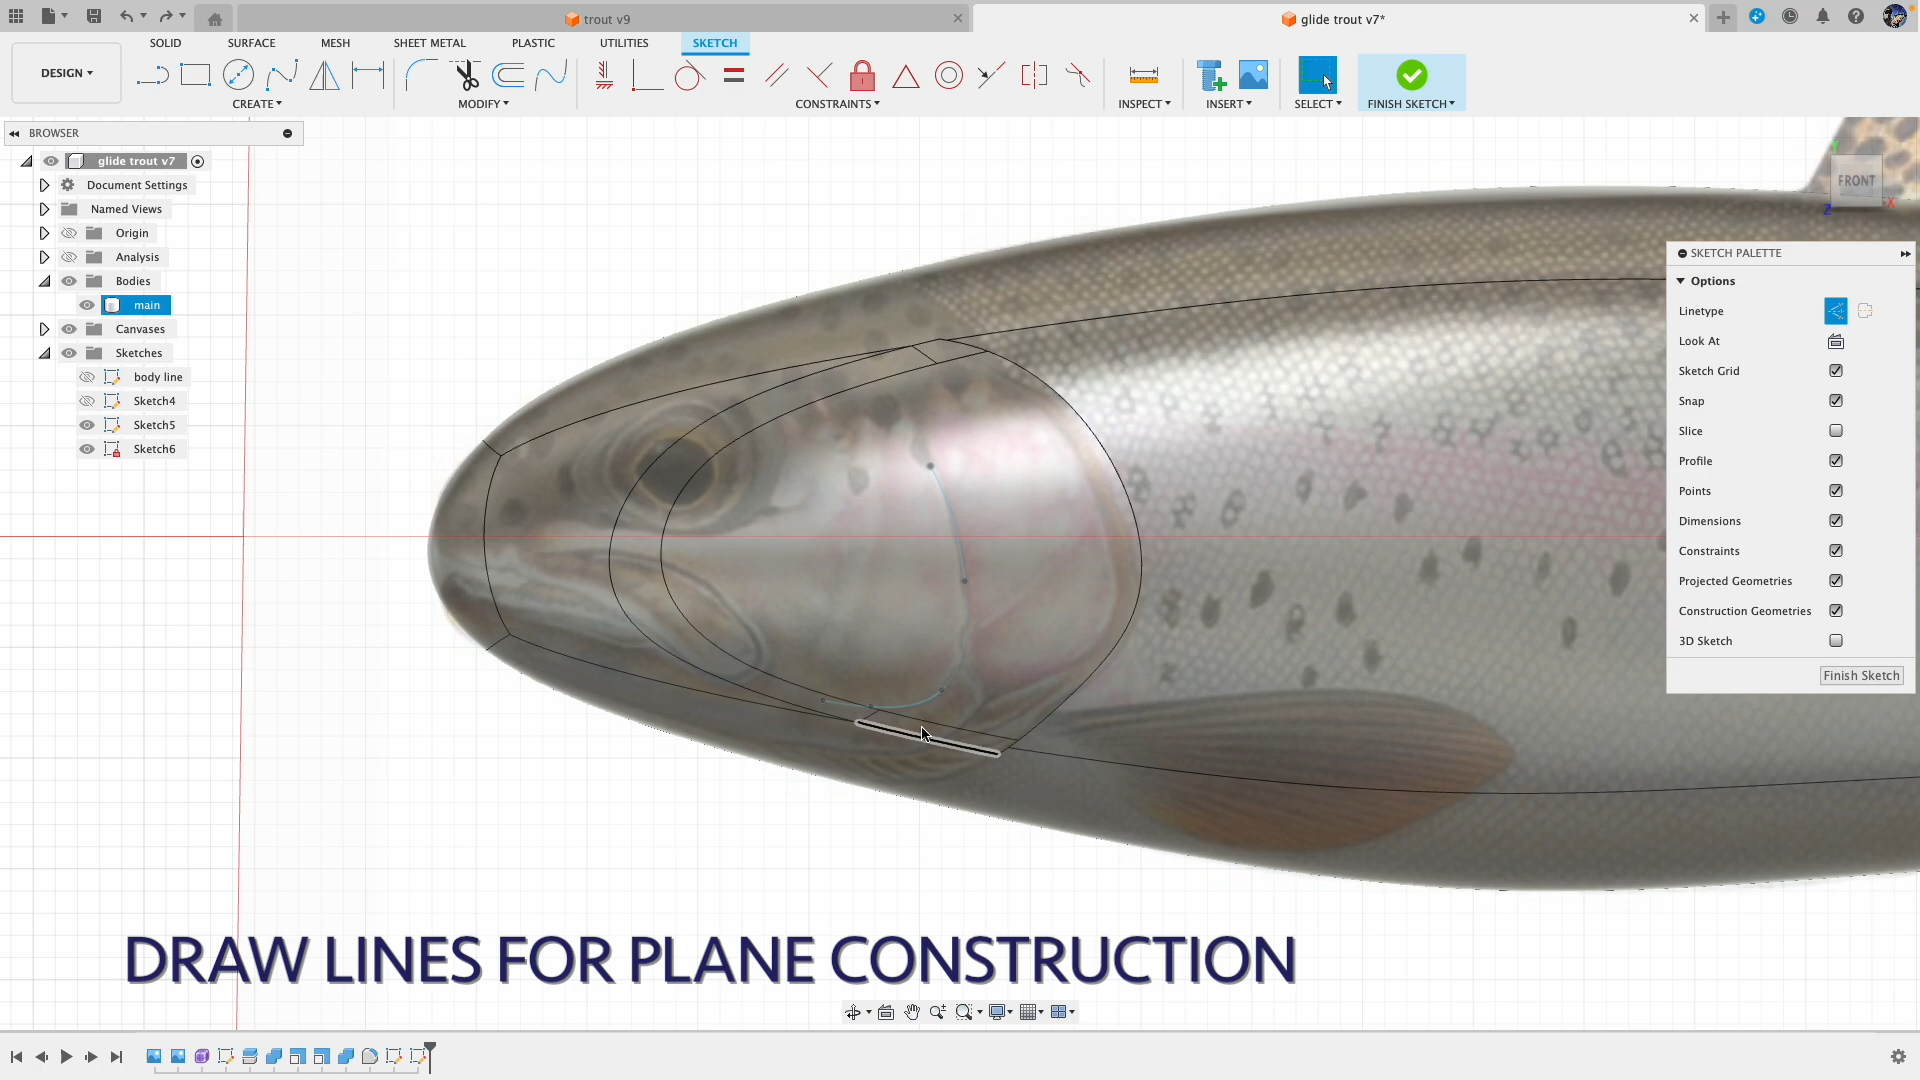 trout v9
glide trout v7*
SOLID SURFACE MESH SHEET METAL PLASTIC UTILITIES SKETCH
DESIGN
CREATE MODIFY CONSTRAINTS INSPECT INSERT SELECT FINISH SKETCH
BROWSER
glide trout v7
Document Settings
Named Views
Origin
Analysis
Bodies
main
Canvases
Sketches
body line
Sketch4
Sketch5
Sketch6
Y
FRONT
Z
X
SKETCH PALETTE
Options
Linetype
Look At
Sketch Grid
Snap
Slice
Profile
Points
Dimensions
Constraints
Projected Geometries
Construction Geometries
3D Sketch
Finish Sketch
DRAW LINES FOR PLANE CONSTRUCTION